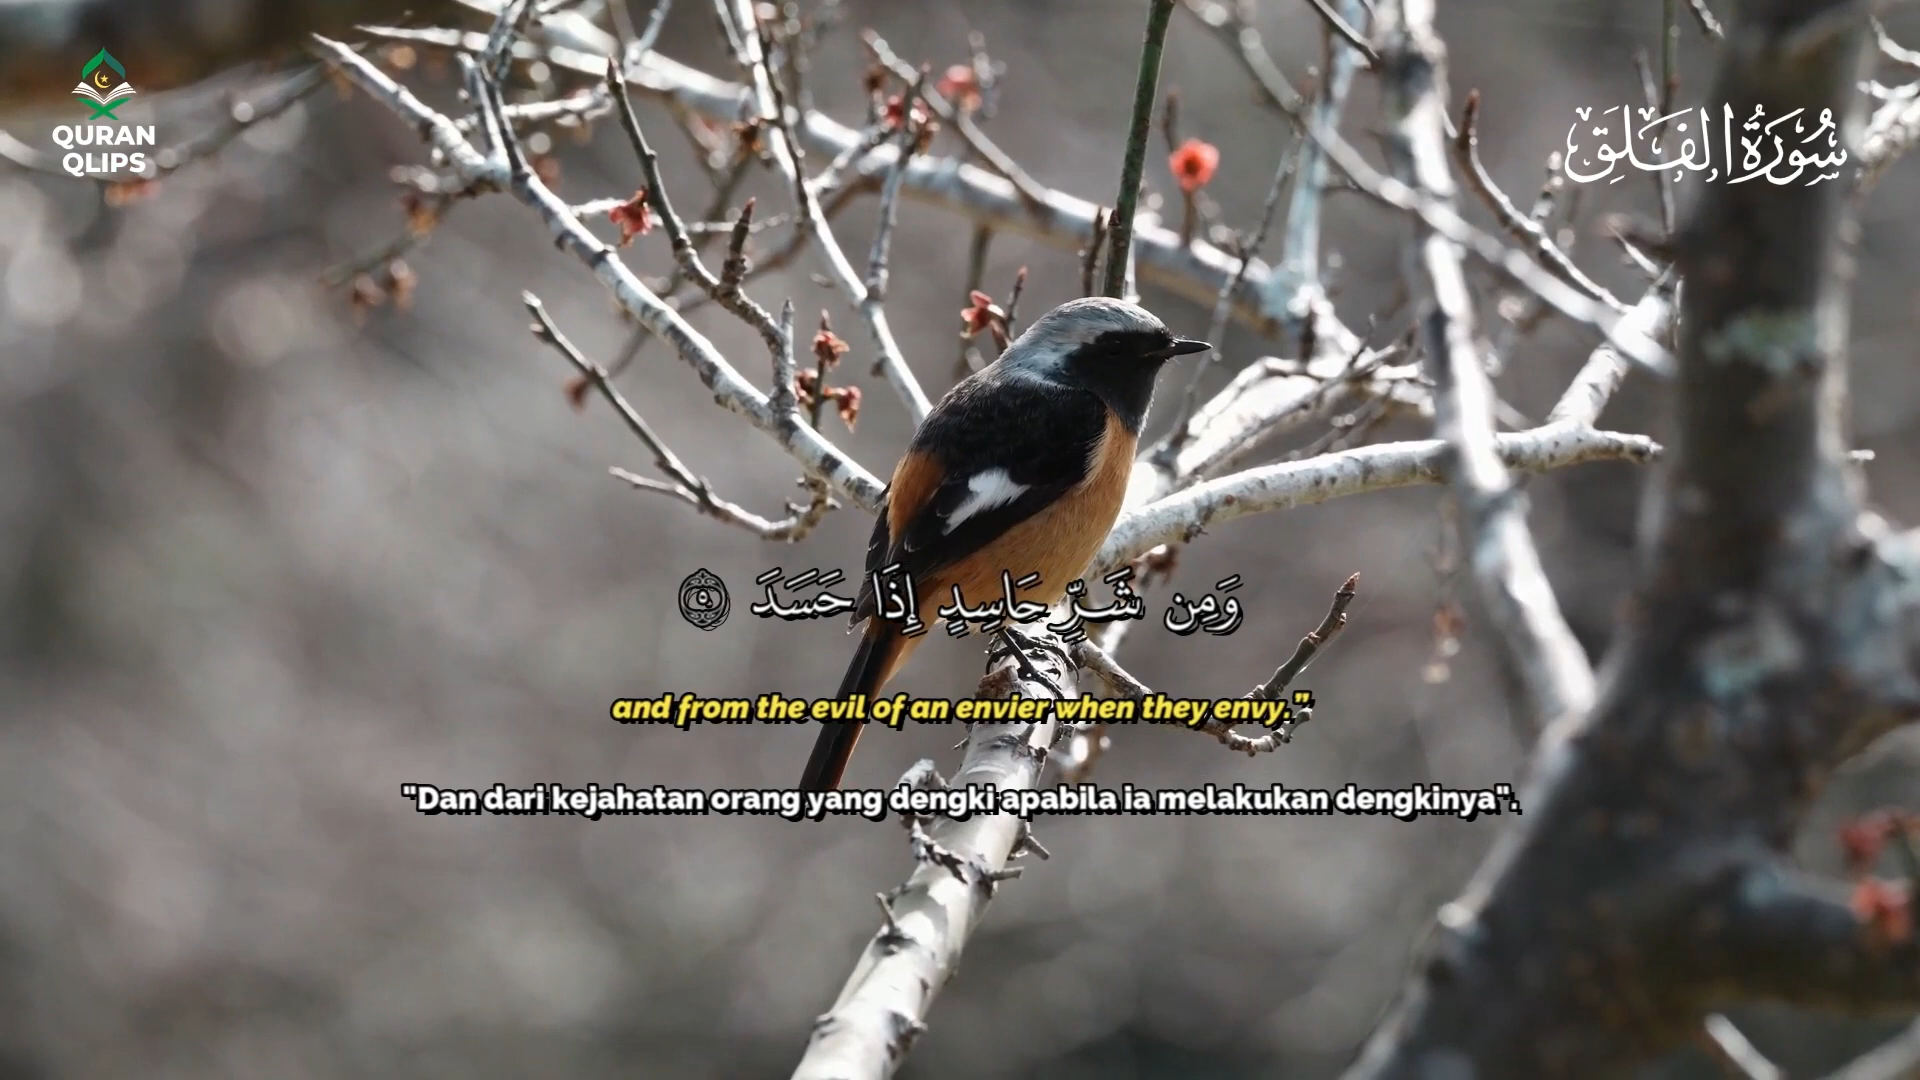 QURAN
QLIPS
سُورَةُ الفَلَقِ
وَمِن شَرِّ حَاسِدٍ إِذَا حَسَدَ ٥
and from the evil of an envier when they envy."
"Dan dari kejahatan orang yang dengki apabila ia melakukan dengkinya".